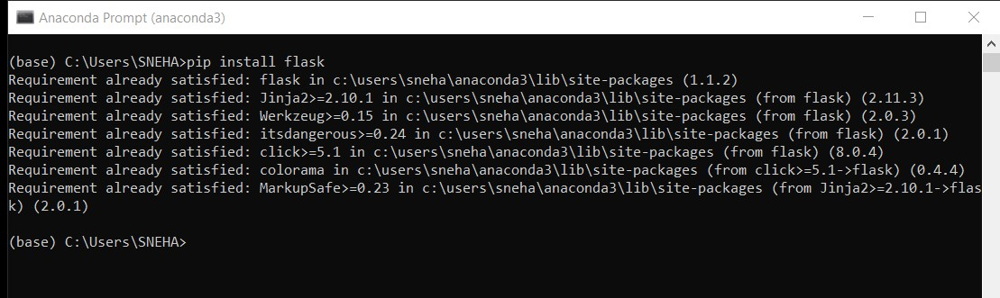 Anaconda Prompt (anaconda3)
(base) C:\Users\SNEHA>pip install flask
Requirement already satisfied: flask in c:\users\sneha\anaconda3\lib\site-packages (1.1.2)
Requirement already satisfied: Jinja2>=2.10.1 in c:\users\sneha\anaconda3\lib\site-packages (from flask) (2.11.3)
Requirement already satisfied: Werkzeug>=0.15 in c:\users\sneha\anaconda3\lib\site-packages (from flask) (2.0.3)
Requirement already satisfied: itsdangerous>=0.24 in c:\users\sneha\anaconda3\lib\site-packages (from flask) (2.0.1)
Requirement already satisfied: click>=5.1 in c:\users\sneha\anaconda3\lib\site-packages (from flask) (8.0.4)
Requirement already satisfied: colorama in c:\users\sneha\anaconda3\lib\site-packages (from click>=5.1->flask) (0.4.4)
Requirement already satisfied: MarkupSafe>=0.23 in c:\users\sneha\anaconda3\lib\site-packages (from Jinja2>=2.10.1->flas
k) (2.0.1)
(base) C:\Users\SNEHA>